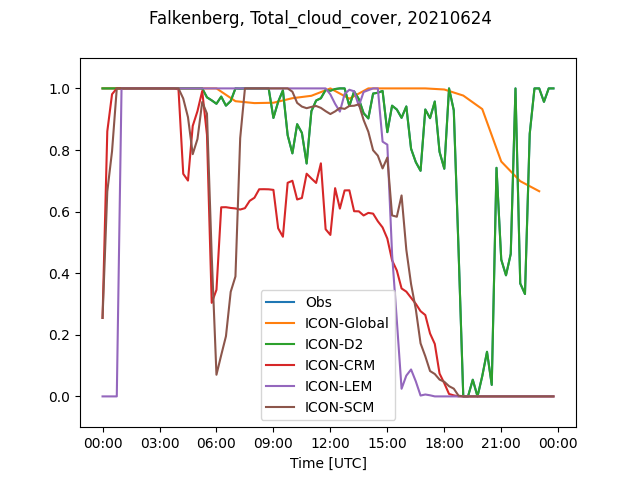 Falkenberg, Total_cloud_cover, 20210624
1.0
0.8
0.6
0.4
0.2
0.0
Obs
ICON-Global
ICON-D2
ICON-CRM
ICON-LEM
ICON-SCM
00:00 03:00 06:00 09:00 12:00 15:00 18:00 21:00 00:00
Time [UTC]